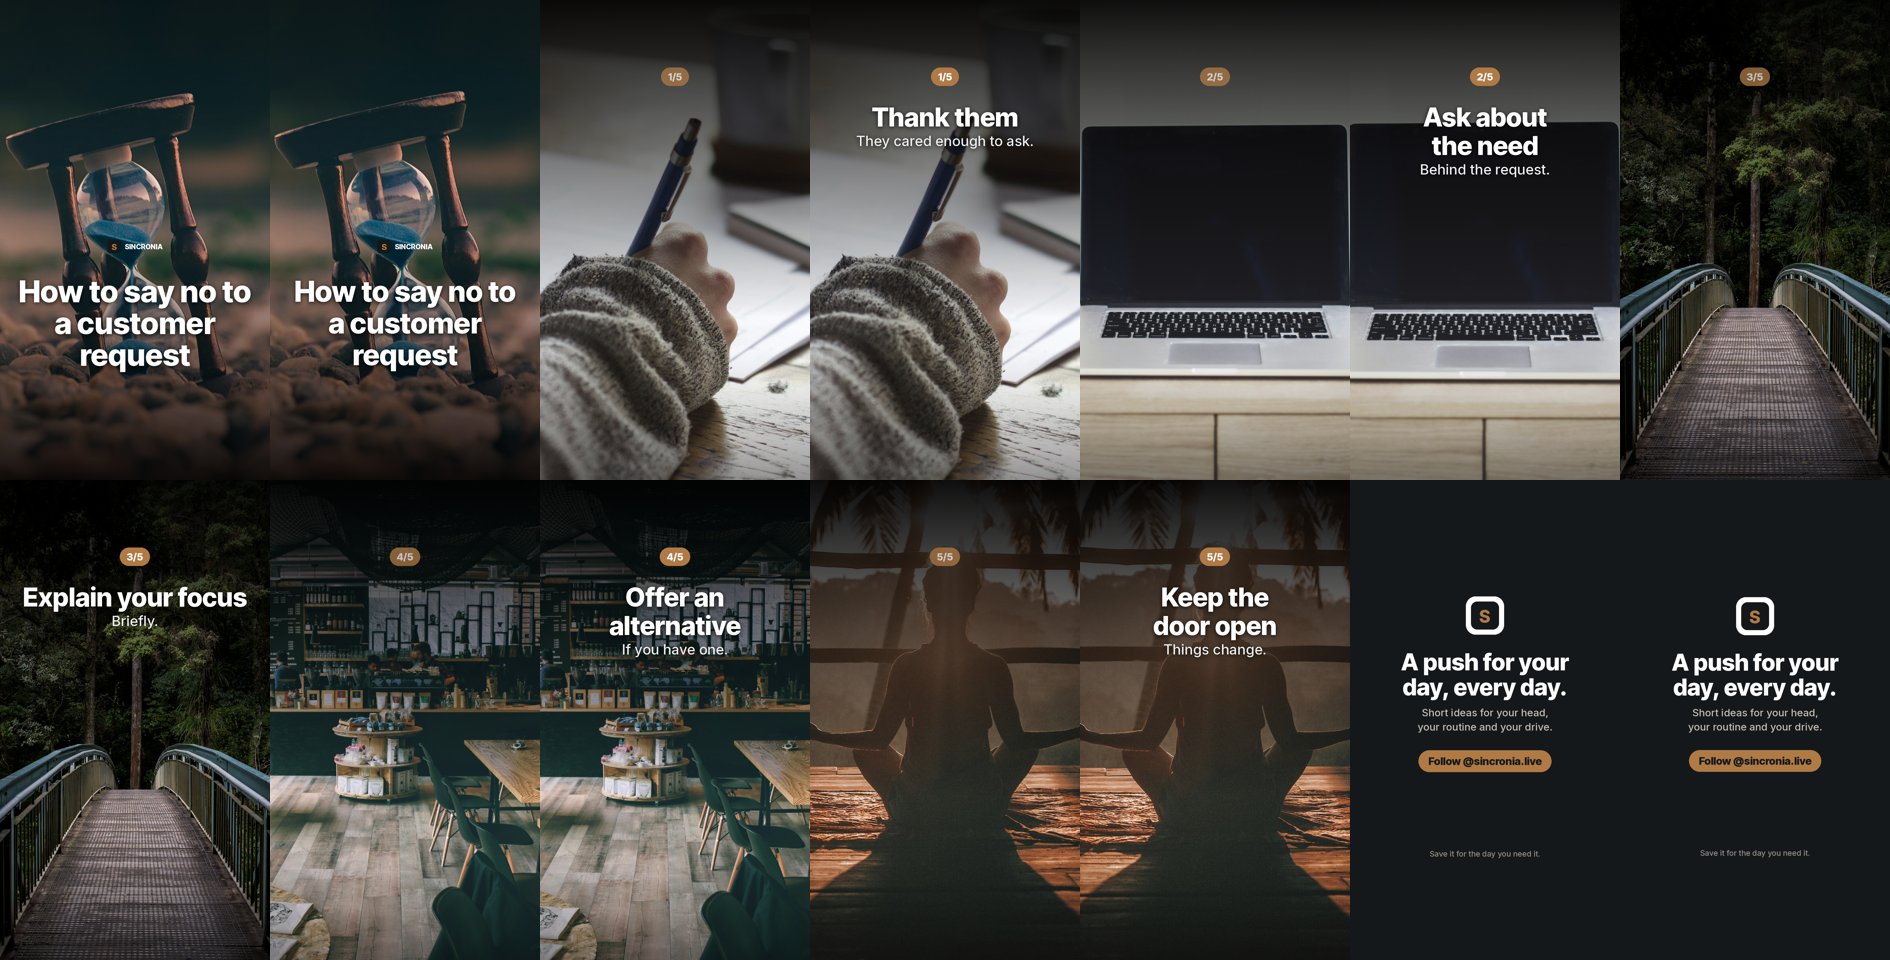 S SINCRONIA
How to say no to
a customer
request
S SINCRONIA
How to say no to
a customer
request
1/5
1/5
Thank them
They cared enough to ask.
2/5
2/5
Ask about
the need
Behind the request.
3/5
3/5
Explain your focus
Briefly.
4/5
4/5
Offer an
alternative
If you have one.
5/5
5/5
Keep the
door open
Things change.
S
A push for your
day, every day.
Short ideas for your head,
your routine and your drive.
Follow @sincronia.live
Save it for the day you need it.
S
A push for your
day, every day.
Short ideas for your head,
your routine and your drive.
Follow @sincronia.live
Save it for the day you need it.